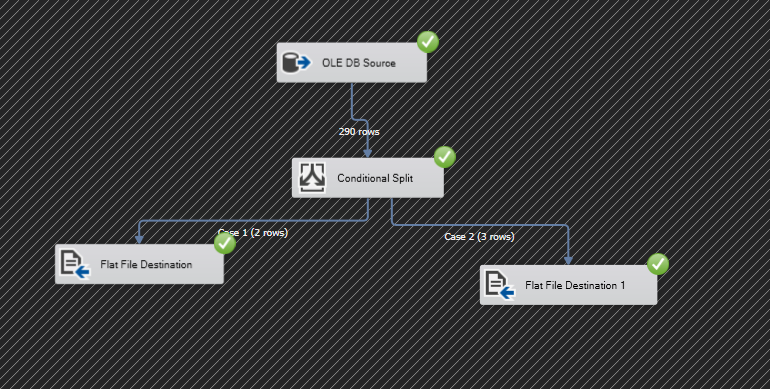 OLE DB Source
290 rows
Conditional Split
Case 1 (2 rows)
Case 2 (3 rows)
Flat File Destination
Flat File Destination 1